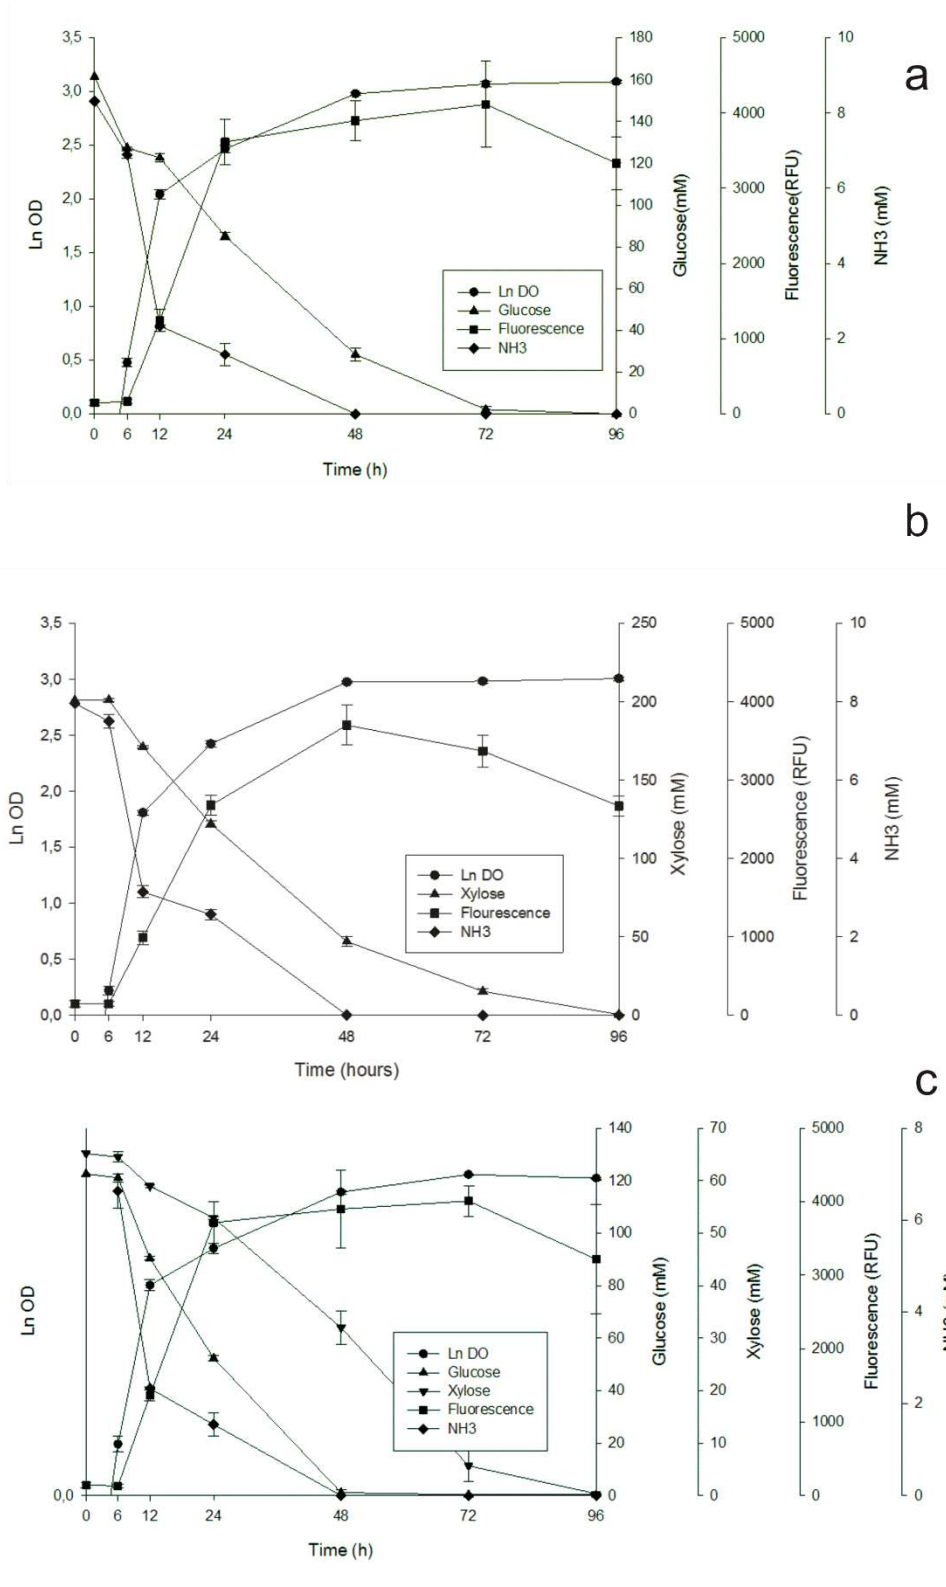 a
3,5
3,0
2,5
2,0
1,5
1,0
0,5
0,0
Ln OD
180
160
140
120
100
80
60
40
20
0
Glucose(mM)
5000
4000
3000
2000
1000
0
Fluorescence(RFU)
10
8
6
4
2
0
NH3 (mM)
Ln DO
Glucose
Fluorescence
NH3
0 6 12 24 48 72 96
Time (h)
b
3,5
3,0
2,5
2,0
1,5
1,0
0,5
0,0
Ln OD
250
200
150
100
50
0
Xylose (mM)
5000
4000
3000
2000
1000
0
Fluorescence (RFU)
10
8
6
4
2
0
NH3 (mM)
Ln DO
Xylose
Flourescence
NH3
0 6 12 24 48 72 96
Time (hours)
c
0,0
Ln OD
140
120
100
80
60
40
20
0
Glucose (mM)
70
60
50
40
30
20
10
0
Xylose (mM)
5000
4000
3000
2000
1000
0
Fluorescence (RFU)
8
6
4
2
0
Ln DO
Glucose
Xylose
Fluorescence
NH3
0 6 12 24 48 72 96
Time (h)